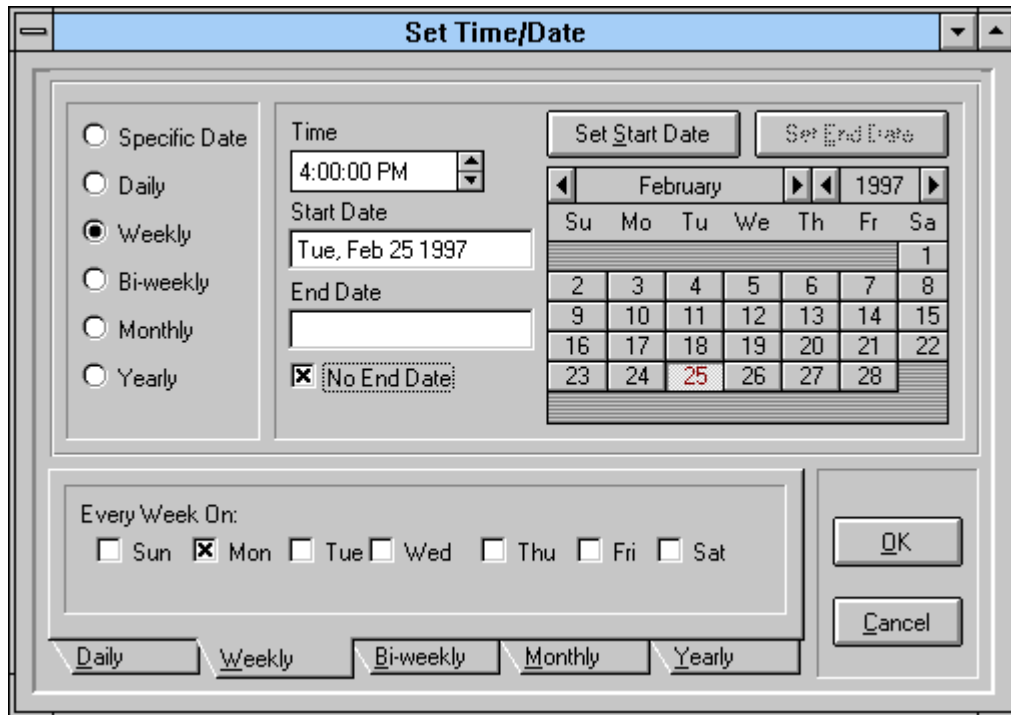 Set Time/Date
Specific Date
Daily
Weekly
Bi-weekly
Monthly
Yearly
Time
4:00:00 PM
Start Date
Tue, Feb 25 1997
End Date
No End Date
Set Start Date Set End Date
February 1997
Su Mo Tu We Th Fr Sa
1
2 3 4 5 6 7 8
9 10 11 12 13 14 15
16 17 18 19 20 21 22
23 24 25 26 27 28
Every Week On:
Sun Mon Tue Wed Thu Fri Sat
OK
Cancel
Daily Weekly Bi-weekly Monthly Yearly